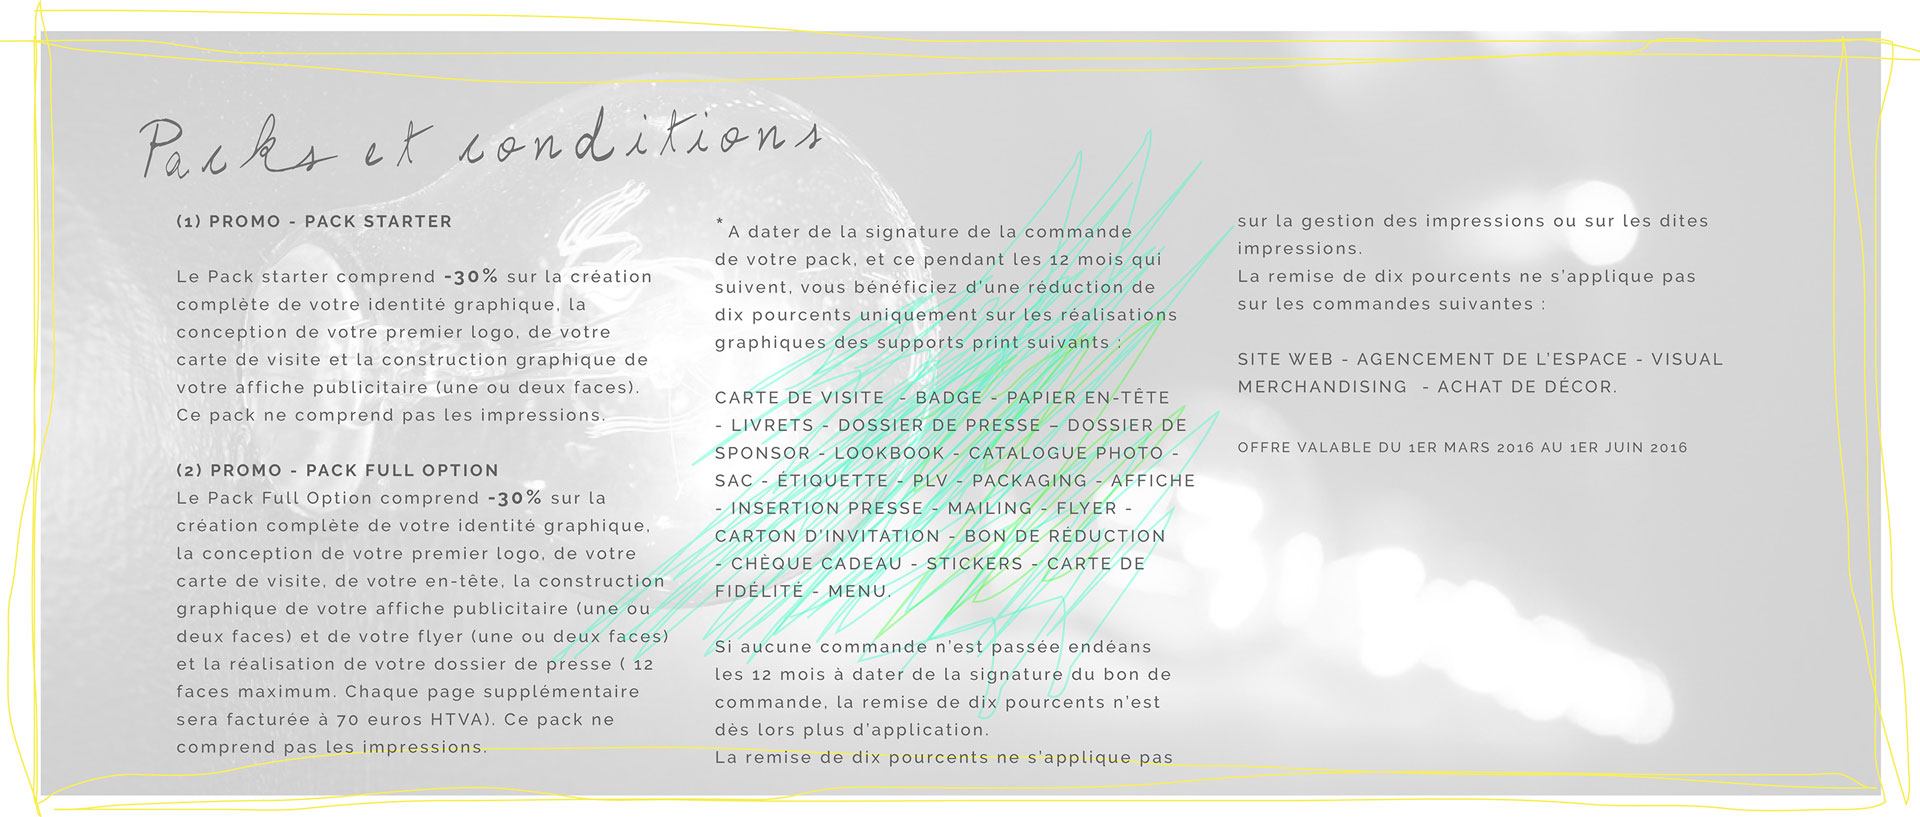 Packs et conditions
(1) PROMO - PACK STARTER
Le Pack starter comprend -30% sur la création
complète de votre identité graphique, la
conception de votre premier logo, de votre
carte de visite et la construction graphique de
votre affiche publicitaire (une ou deux faces).
Ce pack ne comprend pas les impressions.
(2) PROMO - PACK FULL OPTION
Le Pack Full Option comprend -30% sur la
création complète de votre identité graphique,
la conception de votre premier logo, de votre
carte de visite, de votre en-tête, la construction
graphique de votre affiche publicitaire (une ou
deux faces) et de votre flyer (une ou deux faces)
et la réalisation de votre dossier de presse ( 12
faces maximum. Chaque page supplémentaire
sera facturée à 70 euros HTVA). Ce pack ne
comprend pas les impressions.
* A dater de la signature de la commande
de votre pack, et ce pendant les 12 mois qui
suivent, vous bénéficiez d'une réduction de
dix pourcents uniquement sur les réalisations
graphiques des supports print suivants :
CARTE DE VISITE - BADGE - PAPIER EN-TÊTE
- LIVRETS - DOSSIER DE PRESSE – DOSSIER DE
SPONSOR - LOOKBOOK - CATALOGUE PHOTO -
SAC - ÉTIQUETTE - PLV - PACKAGING - AFFICHE
- INSERTION PRESSE - MAILING - FLYER -
CARTON D'INVITATION - BON DE RÉDUCTION
- CHÈQUE CADEAU - STICKERS - CARTE DE
FIDÉLITÉ - MENU.
Si aucune commande n'est passée endéans
les 12 mois à dater de la signature du bon de
commande, la remise de dix pourcents n'est
dès lors plus d'application.
La remise de dix pourcents ne s'applique pas
sur la gestion des impressions ou sur les dites
impressions.
La remise de dix pourcents ne s'applique pas
sur les commandes suivantes :
SITE WEB - AGENCEMENT DE L'ESPACE - VISUAL
MERCHANDISING - ACHAT DE DÉCOR.
OFFRE VALABLE DU 1ER MARS 2016 AU 1ER JUIN 2016